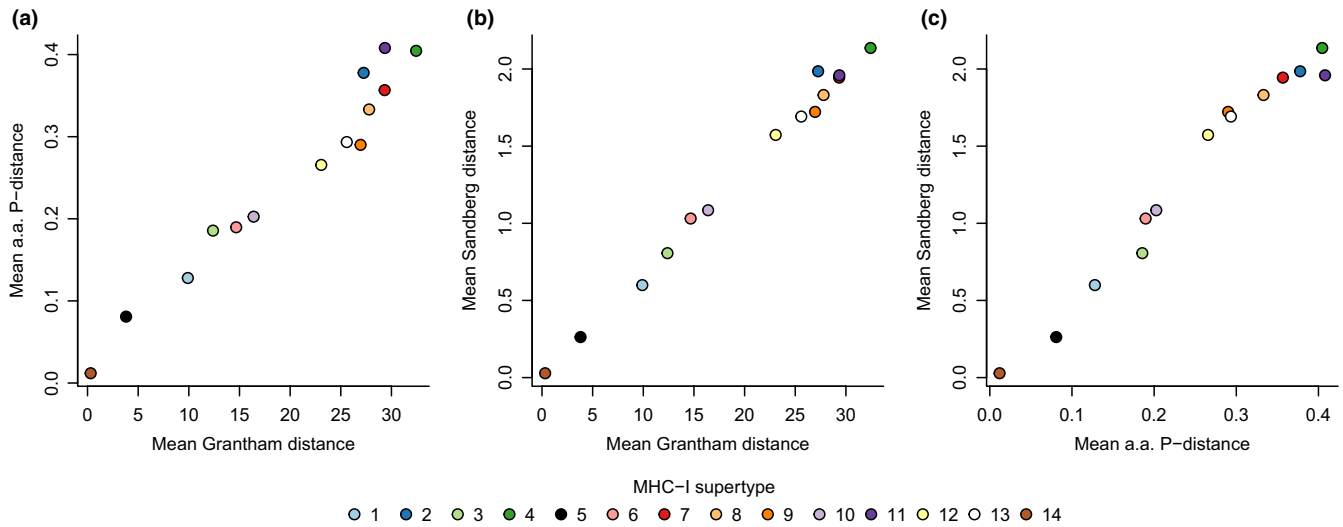 (a)
0.0 0.1 0.2 0.3 0.4
Mean a.a. P−distance
0 5 10 15 20 25 30
Mean Grantham distance
(b)
0.0 0.5 1.0 1.5 2.0
Mean Sandberg distance
0 5 10 15 20 25 30
Mean Grantham distance
(c)
0.0 0.5 1.0 1.5 2.0
Mean Sandberg distance
0.0 0.1 0.2 0.3 0.4
Mean a.a. P−distance
MHC−I supertype
1 2 3 4 5 6 7 8 9 10 11 12 13 14